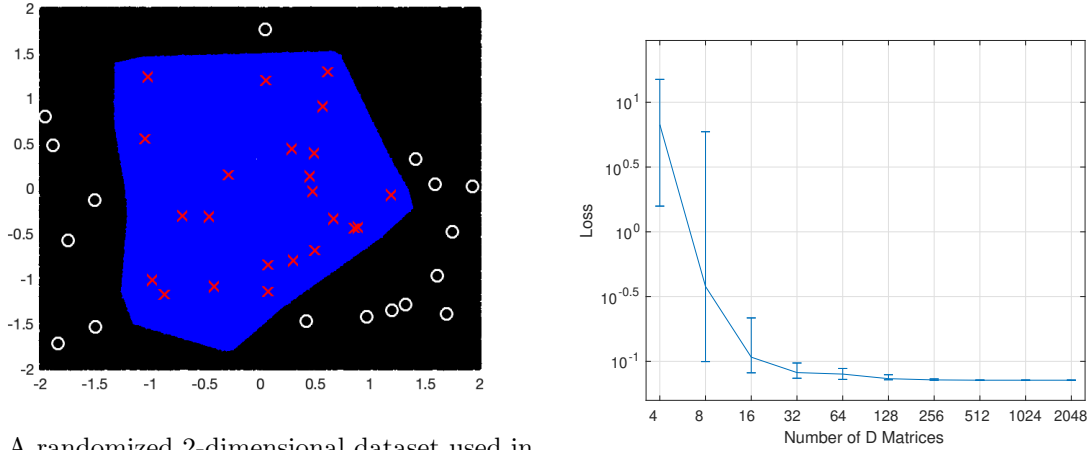 2
1.5
1
0.5
0
-0.5
-1
-1.5
-2
-2 -1.5 -1 -0.5 0 0.5 1 1.5 2
A randomized 2-dimensional dataset used in
Loss
10^1
10^0.5
10^0
10^-0.5
10^-1
4 8 16 32 64 128 256 512 1024 2048
Number of D Matrices